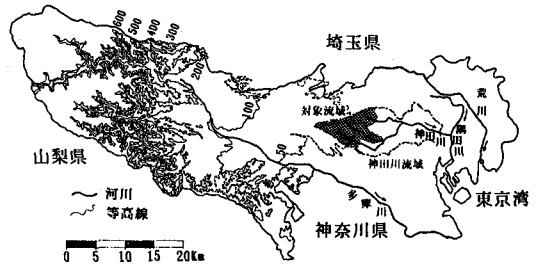 600
500
400
300
200
100
50
埼玉県
荒川
対象流域
神田川
隅田川
神田川流域
山梨県
東京湾
多摩川
神奈川県
河川
等高線
0 5 10 15 20Km